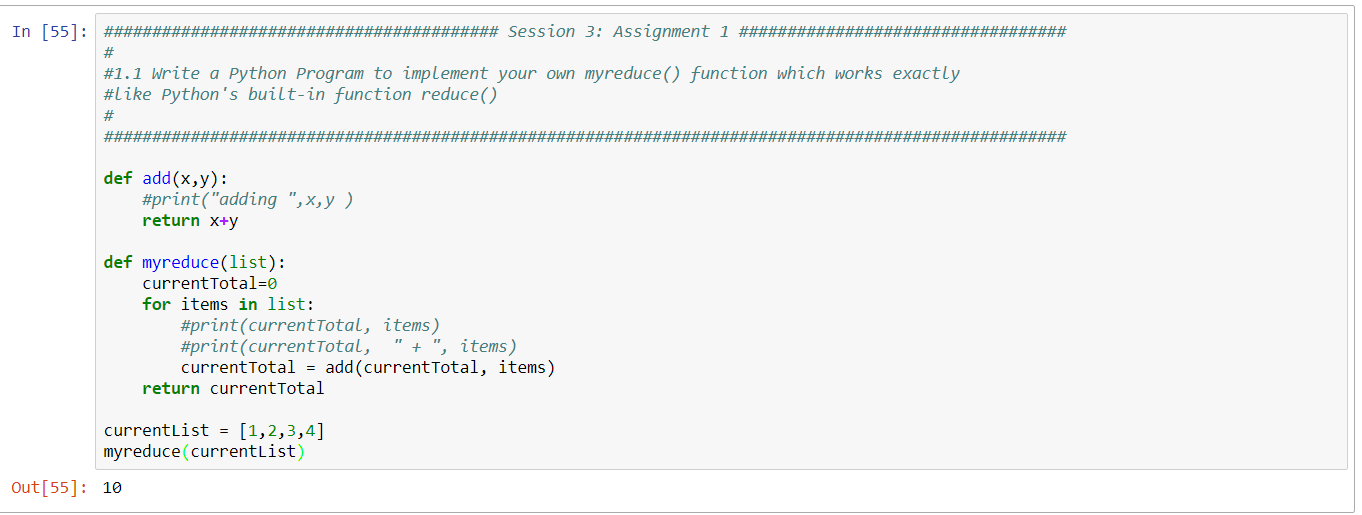 In [55]: ######################################### Session 3: Assignment 1 ##################################
#
#1.1 Write a Python Program to implement your own myreduce() function which works exactly
#like Python's built-in function reduce()
#
####################################################################################################
def add(x,y):
    #print("adding ",x,y )
    return x+y
def myreduce(list):
    currentTotal=0
    for items in list:
        #print(currentTotal, items)
        #print(currentTotal,  " + ", items)
        currentTotal = add(currentTotal, items)
    return currentTotal
currentList = [1,2,3,4]
myreduce(currentList)
Out[55]: 10